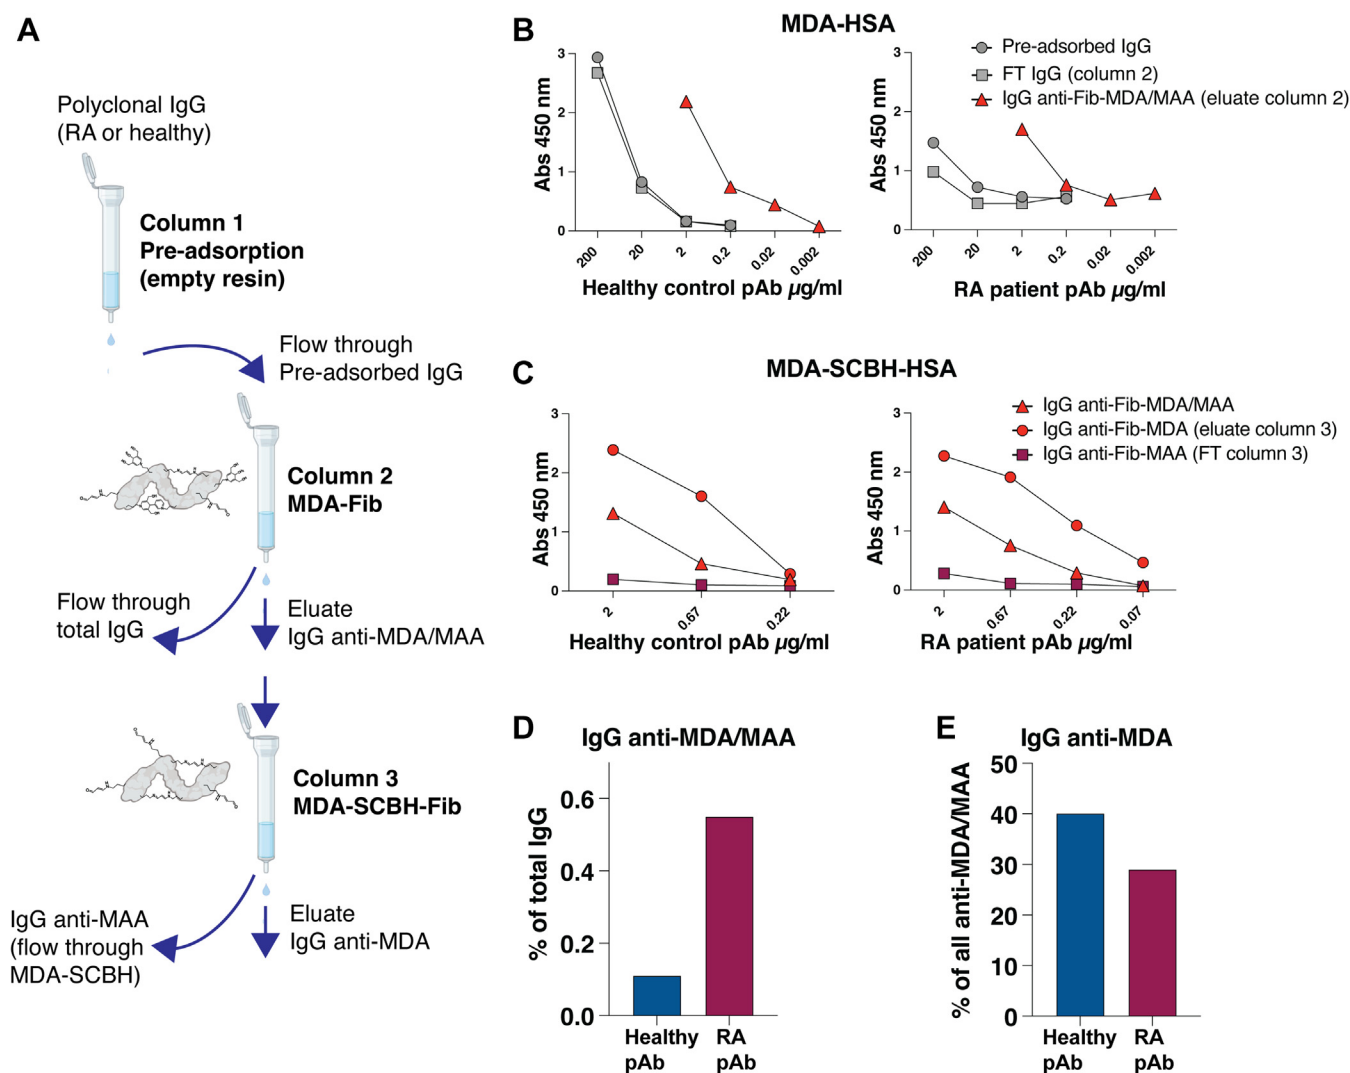 A
Polyclonal IgG
(RA or healthy)
Column 1
Pre-adsorption
(empty resin)
Flow through
Pre-adsorbed IgG
Column 2
MDA-Fib
Flow through
total IgG
Eluate
IgG anti-MDA/MAA
Column 3
MDA-SCBH-Fib
IgG anti-MAA
(flow through
MDA-SCBH)
Eluate
IgG anti-MDA
B
MDA-HSA
Abs 450 nm
3
2
1
0
200
20
2
0.2
0.02
0.002
Healthy control pAb µg/ml
Abs 450 nm
3
2
1
0
200
20
2
0.2
0.02
0.002
RA patient pAb µg/ml
Pre-adsorbed IgG
FT IgG (column 2)
IgG anti-Fib-MDA/MAA (eluate column 2)
C
MDA-SCBH-HSA
Abs 450 nm
3
2
1
0
2
0.67
0.22
Healthy control pAb µg/ml
Abs 450 nm
3
2
1
0
2
0.67
0.22
0.07
RA patient pAb µg/ml
IgG anti-Fib-MDA/MAA
IgG anti-Fib-MDA (eluate column 3)
IgG anti-Fib-MAA (FT column 3)
D
IgG anti-MDA/MAA
% of total IgG
0.6
0.4
0.2
0.0
Healthy
pAb
RA
pAb
E
IgG anti-MDA
% of all anti-MDA/MAA
50
40
30
20
10
0
Healthy
pAb
RA
pAb